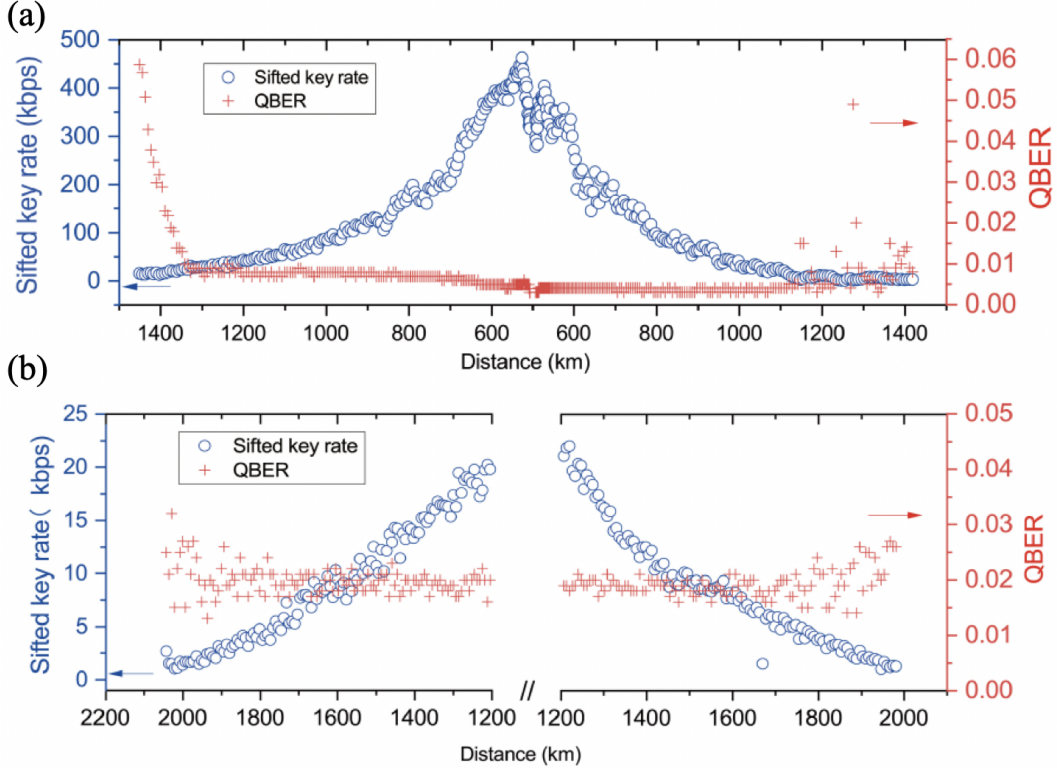 (a)
500
400
300
200
100
0
Sifted key rate (kbps)
Sifted key rate
QBER
0.06
0.05
0.04
0.03
0.02
0.01
0.00
QBER
1400 1200 1000 800 600 500 600 800 1000 1200 1400
Distance (km)
(b)
25
20
15
10
5
0
Sifted key rate( kbps)
Sifted key rate
QBER
0.05
0.04
0.03
0.02
0.01
0.00
QBER
2200 2000 1800 1600 1400 1200 // 1200 1400 1600 1800 2000
Distance (km)